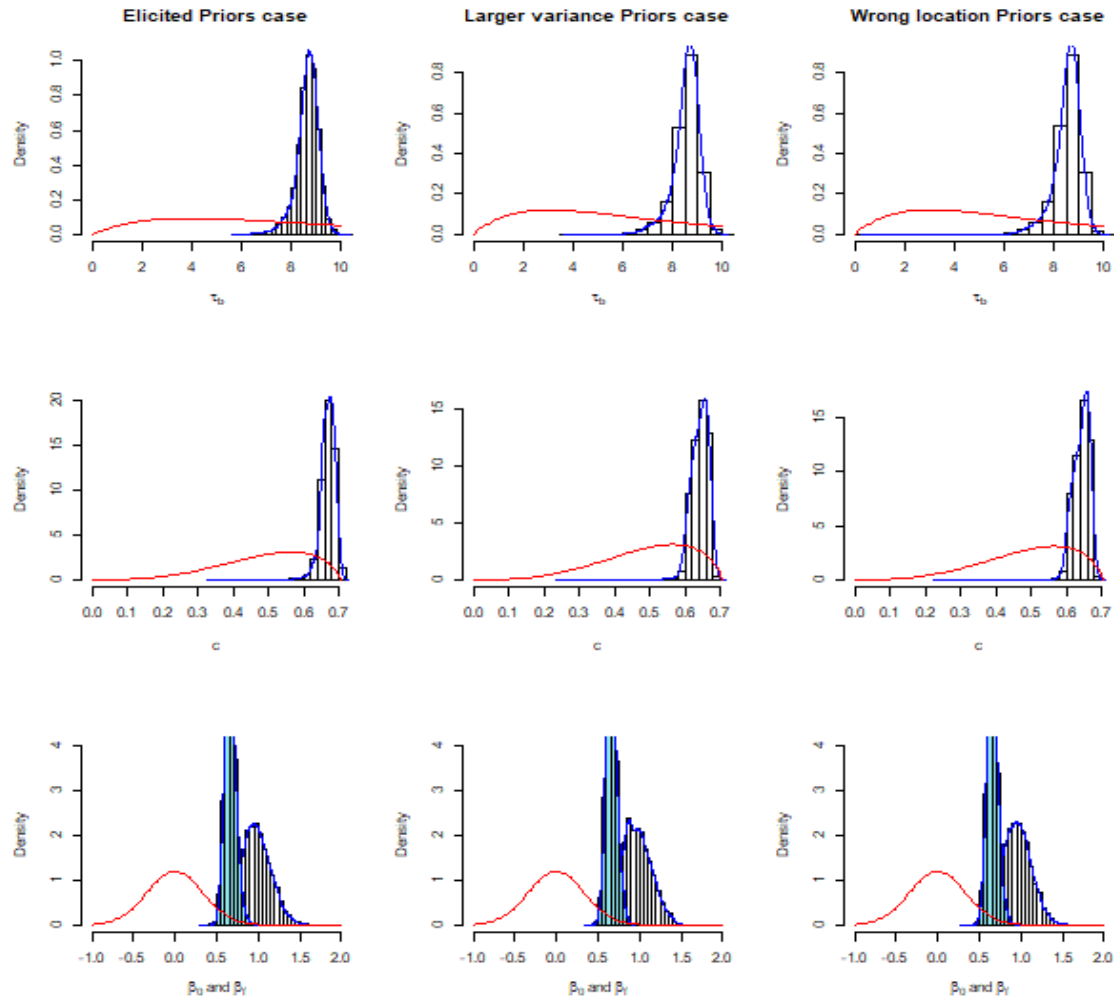 Elicited Priors case
Larger variance Priors case
Wrong location Priors case
Density
0.0 0.2 0.4 0.6 0.8 1.0
0 2 4 6 8 10
τb
Density
0.0 0.2 0.4 0.6 0.8
0 2 4 6 8 10
τb
Density
0.0 0.2 0.4 0.6 0.8
0 2 4 6 8 10
τb
Density
0 5 10 15 20
0.0 0.1 0.2 0.3 0.4 0.5 0.6 0.7
c
Density
0 5 10 15
0.0 0.1 0.2 0.3 0.4 0.5 0.6 0.7
c
Density
0 5 10 15
0.0 0.1 0.2 0.3 0.4 0.5 0.6 0.7
c
Density
0 1 2 3 4
-1.0 -0.5 0.0 0.5 1.0 1.5 2.0
β0 and βγ
Density
0 1 2 3 4
-1.0 -0.5 0.0 0.5 1.0 1.5 2.0
β0 and βγ
Density
0 1 2 3 4
-1.0 -0.5 0.0 0.5 1.0 1.5 2.0
β0 and βγ